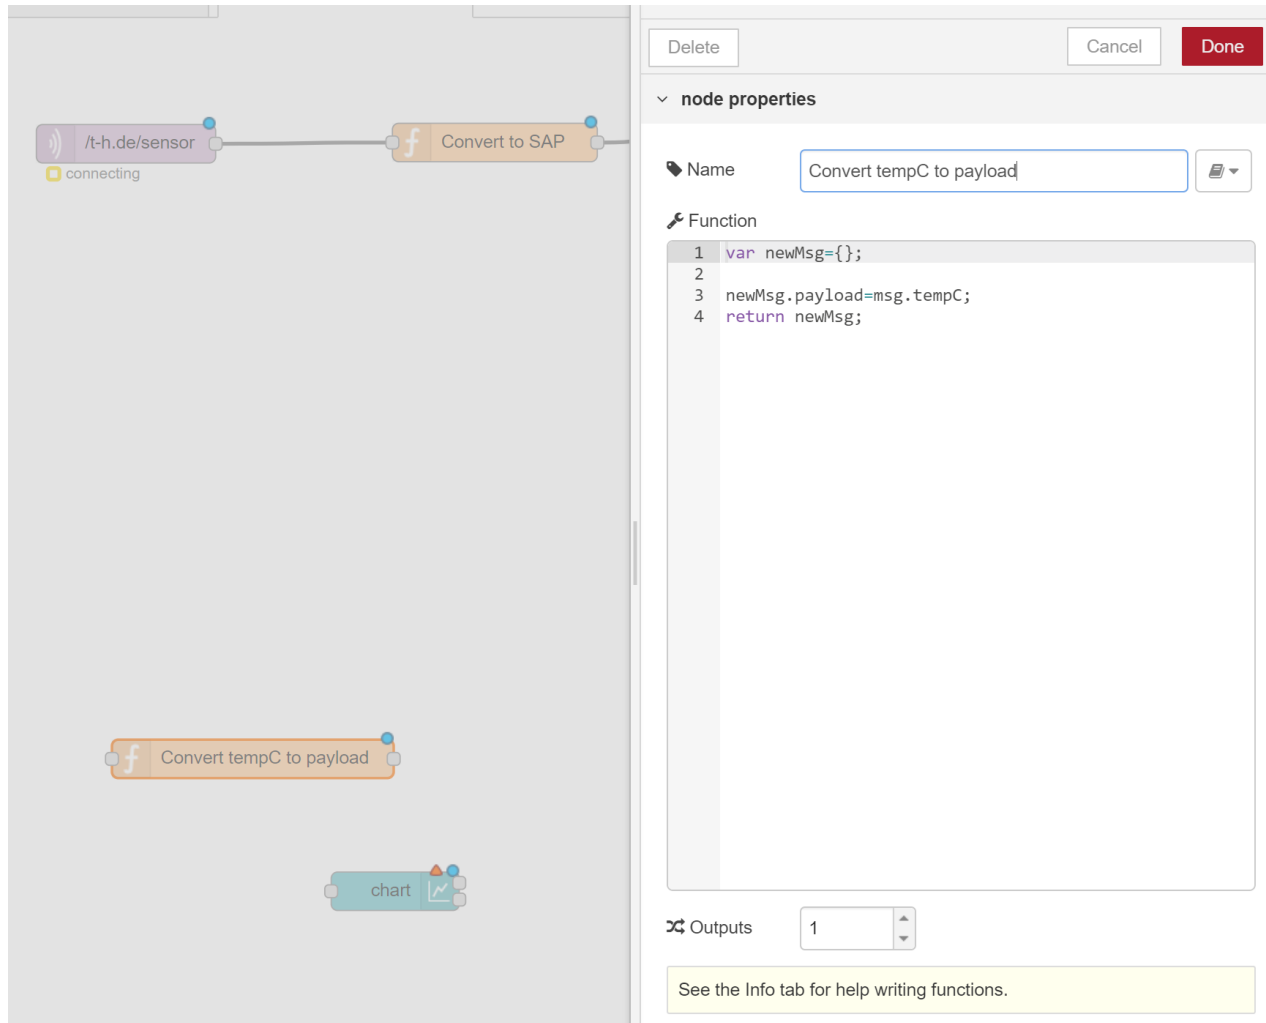 Delete
Cancel
Done
node properties
/t-h.de/sensor
Convert to SAP
connecting
Name
Convert tempC to payload
Function
1 var newMsg={};
2
3 newMsg.payload=msg.tempC;
4 return newMsg;
Convert tempC to payload
chart
Outputs
1
See the Info tab for help writing functions.